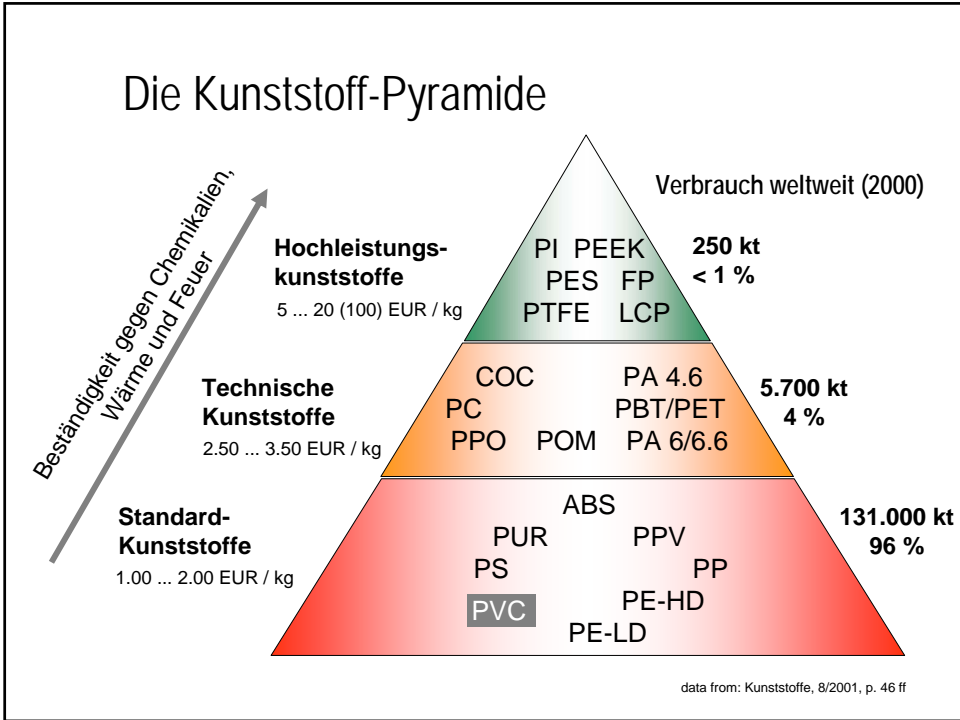 Die Kunststoff-Pyramide
Beständigkeit gegen Chemikalien,
Wärme und Feuer
Verbrauch weltweit (2000)
Hochleistungs-
kunststoffe
5 ... 20 (100) EUR / kg
PI PEEK
PES FP
PTFE LCP
250 kt
< 1 %
Technische
Kunststoffe
2.50 ... 3.50 EUR / kg
COC PA 4.6
PC PBT/PET
PPO POM PA 6/6.6
5.700 kt
4 %
Standard-
Kunststoffe
1.00 ... 2.00 EUR / kg
ABS
PUR PPV
PS PP
PVC PE-HD
PE-LD
131.000 kt
96 %
data from: Kunststoffe, 8/2001, p. 46 ff